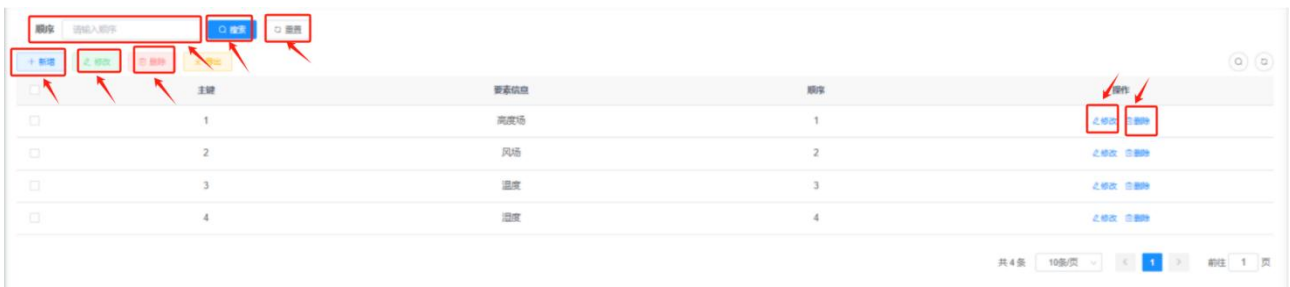 顺序 请输入顺序 搜索 重置
+ 新增 修改 删除 导出
主键 要素信息 顺序 操作
1 高度场 1 修改 删除
2 风场 2 修改 删除
3 温度 3 修改 删除
4 湿度 4 修改 删除
共 4 条 10条/页 < 1 > 前往 1 页